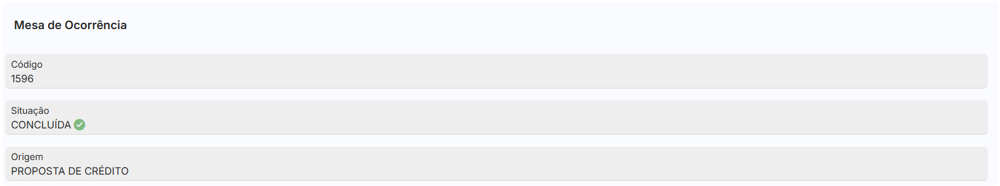 Mesa de Ocorrência
Código
1596
Situação
CONCLUÍDA
Origem
PROPOSTA DE CRÉDITO